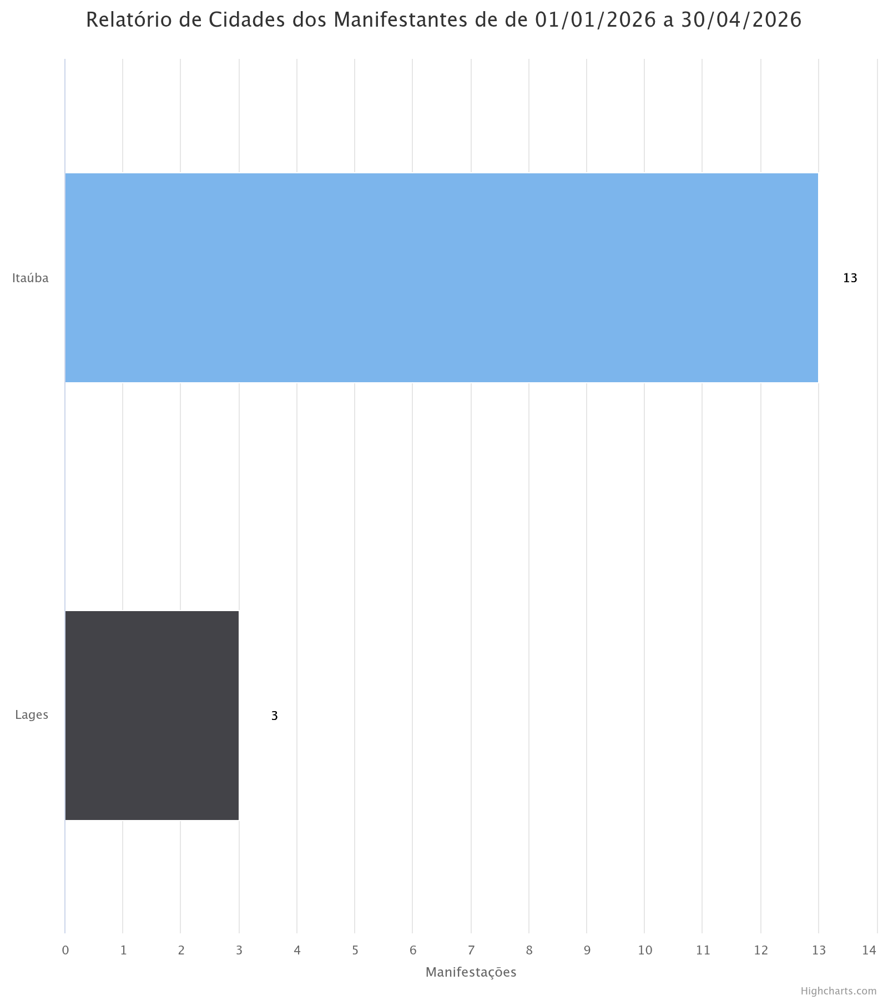 Relatório de Cidades dos Manifestantes de de 01/01/2026 a 30/04/2026
Itaúba
13
Lages
3
0 1 2 3 4 5 6 7 8 9 10 11 12 13 14
Manifestações
Highcharts.com